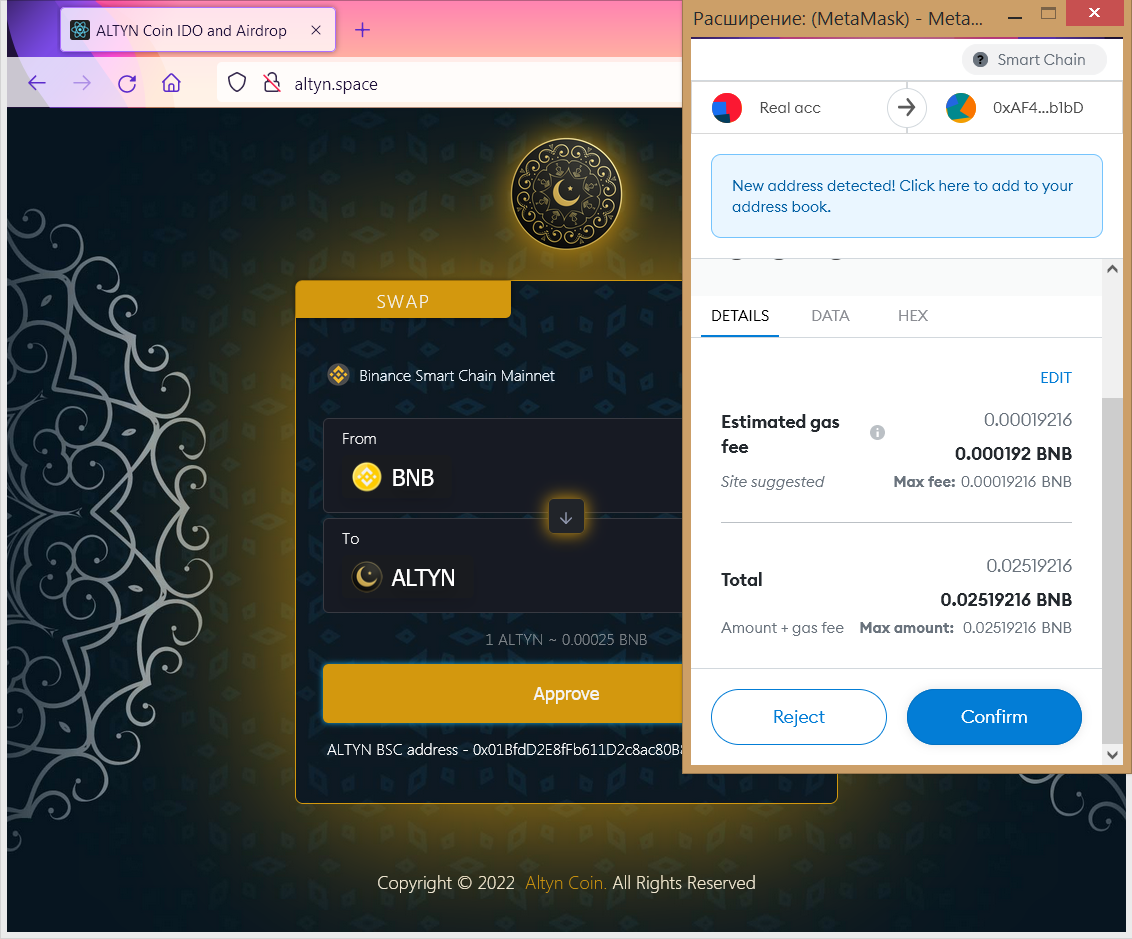 ALTYN Coin IDO and Airdrop
altyn.space
SWAP
Binance Smart Chain Mainnet
From
BNB
To
ALTYN
1 ALTYN ~ 0.00025 BNB
Approve
ALTYN BSC address - 0x01BfdD2E8fFb611D2c8ac80B
Copyright © 2022 Altyn Coin. All Rights Reserved
Расширение: (MetaMask) - Meta...
Smart Chain
Real acc
0xAF4...b1bD
New address detected! Click here to add to your
address book.
DETAILS
DATA
HEX
EDIT
Estimated gas
fee
0.00019216
0.000192 BNB
Site suggested
Max fee: 0.00019216 BNB
Total
0.02519216
0.02519216 BNB
Amount + gas fee
Max amount: 0.02519216 BNB
Reject
Confirm